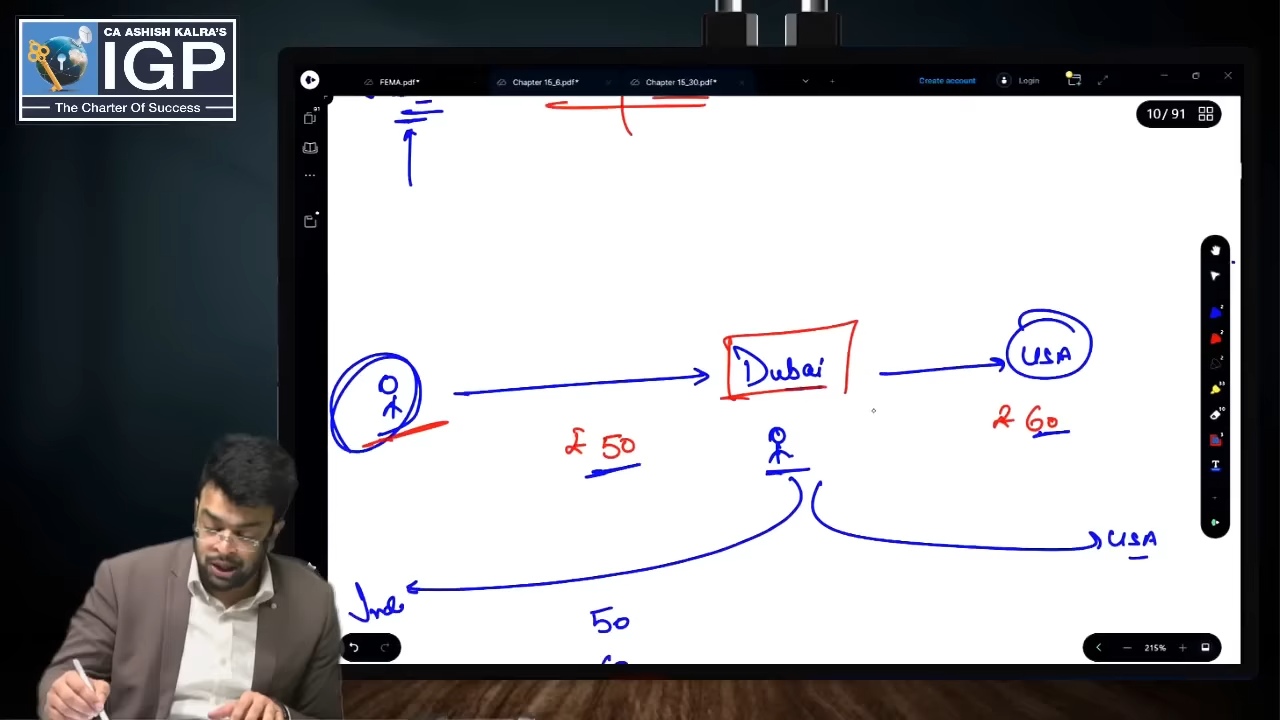 CA ASHISH KALRA'S
IGP
The Charter Of Success
FEMA.pdf*
Chapter 15_6.pdf*
Chapter 15_30.pdf*
Create account
Login
10/ 91
Dubai
USA
₹ 50
₹ 60
USA
50
215%